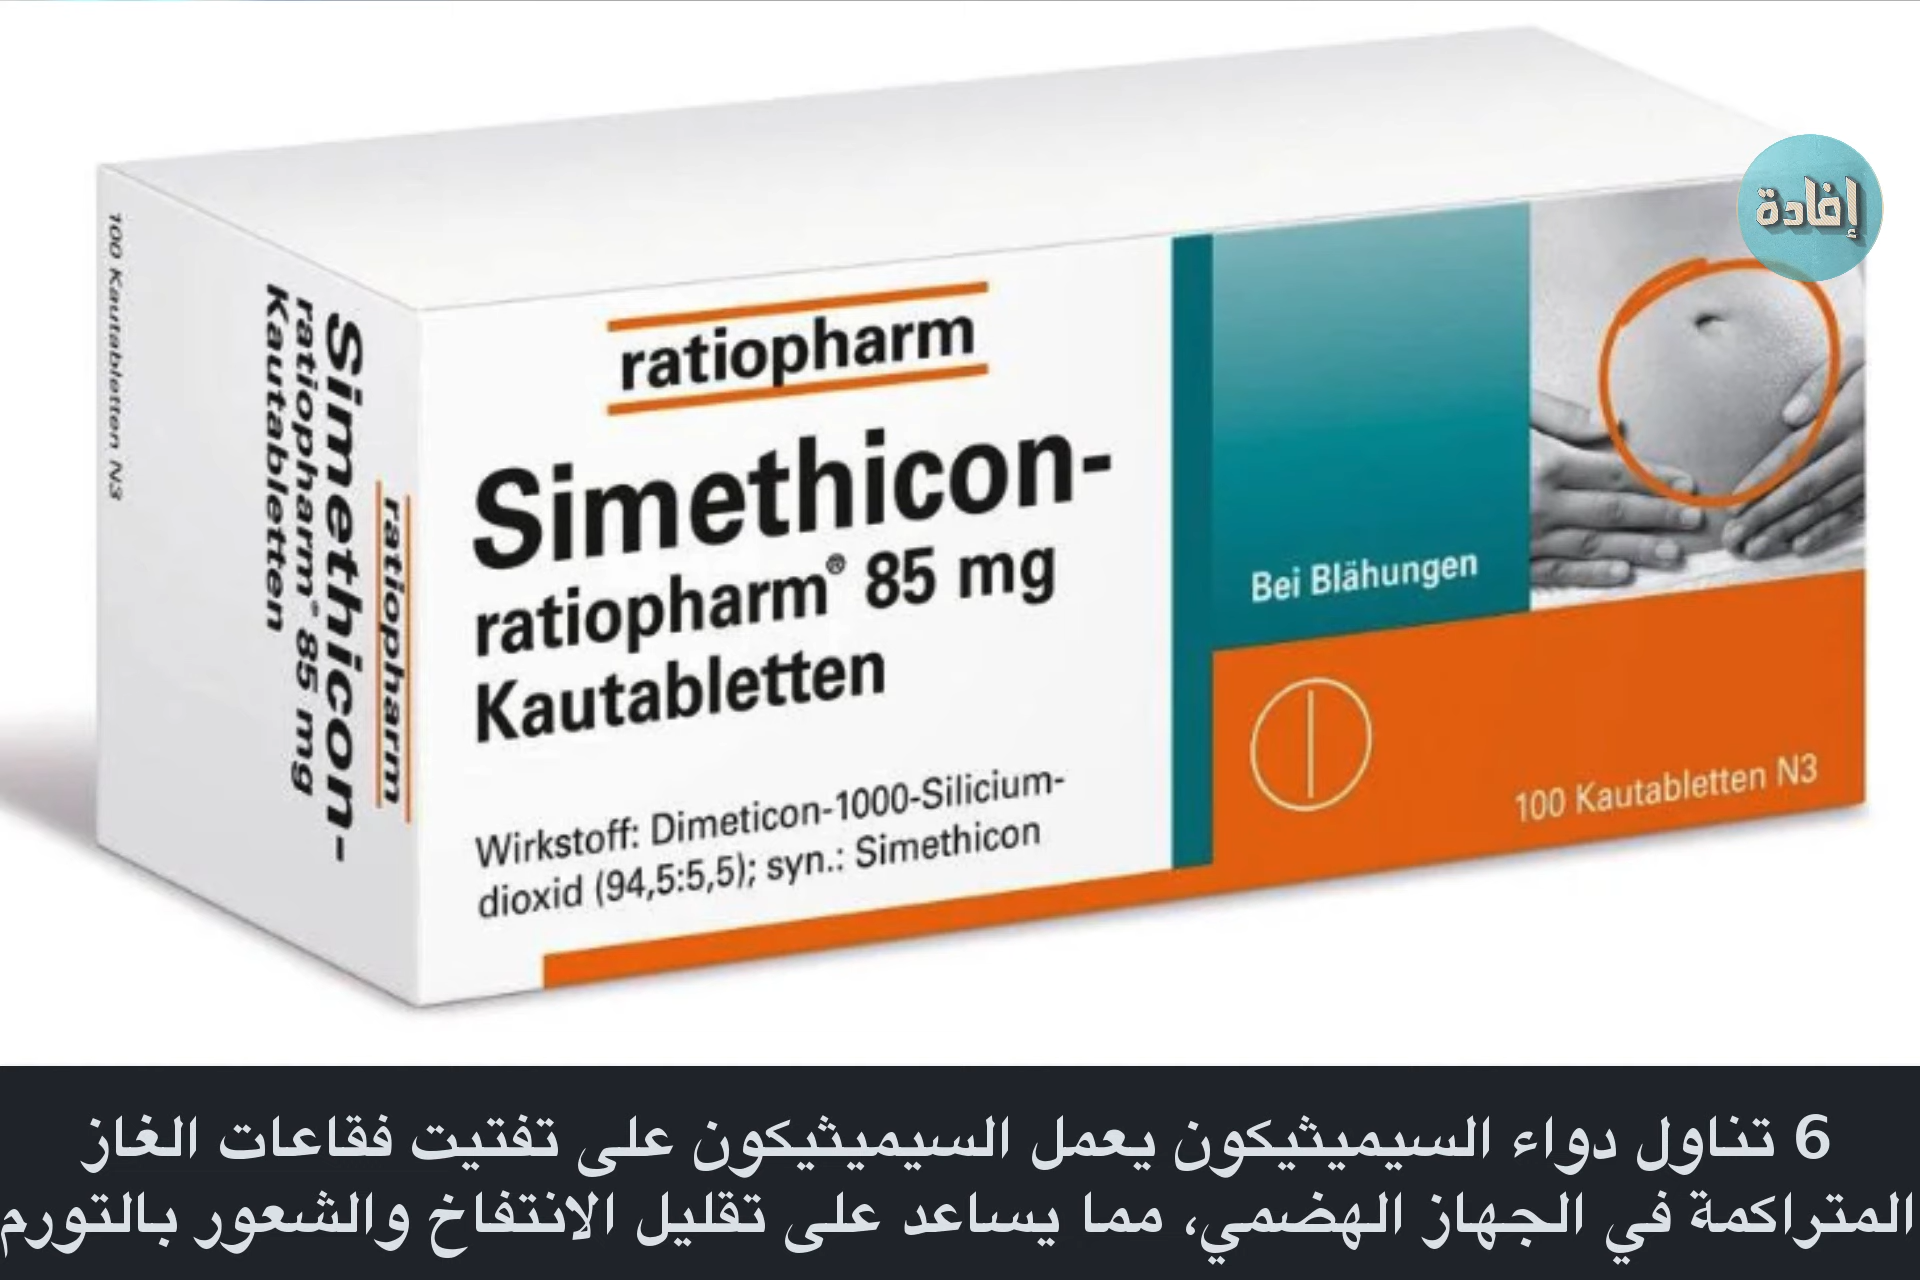 إفادة
100 Kautabletten N3
Simethicon-
ratiopharm® 85 mg
Kautabletten
ratiopharm
ratiopharm
Simethicon-
ratiopharm® 85 mg
Kautabletten
Wirkstoff: Dimeticon-1000-Silicium-
dioxid (94,5:5,5); syn.: Simethicon
Bei Blähungen
100 Kautabletten N3
6 تناول دواء السيميثيكون يعمل السيميثيكون على تفتيت فقاعات الغاز
المتراكمة في الجهاز الهضمي، مما يساعد على تقليل الانتفاخ والشعور بالتورم